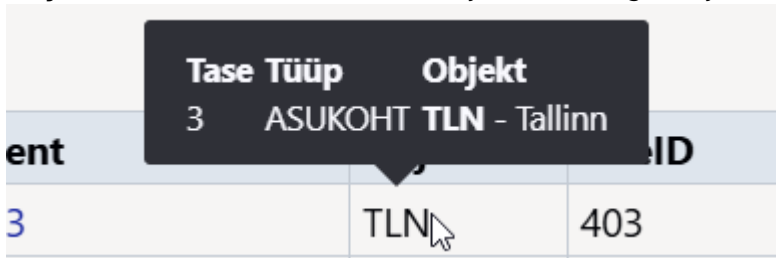 Tase Tüüp Objekt
3 ASUKOHT TLN - Tallinn
ent
3 TLN 403